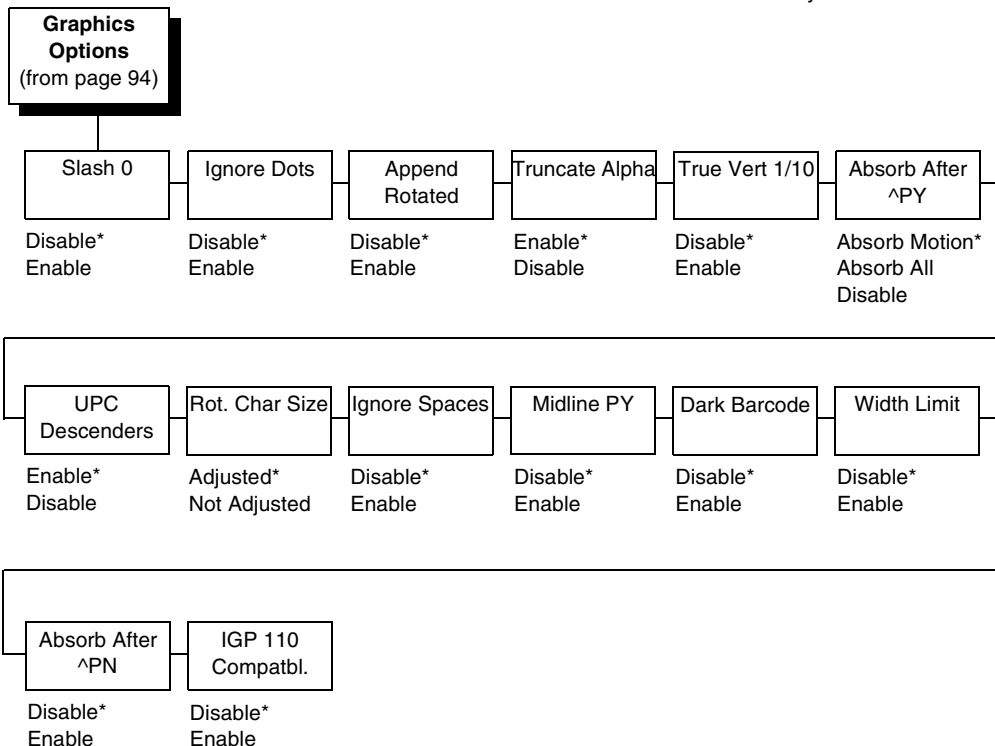 Graphics
Options
(from page 94)
Slash 0
Disable*
Enable
Ignore Dots
Disable*
Enable
Append
Rotated
Disable*
Enable
Truncate Alpha
Enable*
Disable
True Vert 1/10
Disable*
Enable
Absorb After
^PY
Absorb Motion*
Absorb All
Disable
UPC
Descenders
Enable*
Disable
Rot. Char Size
Adjusted*
Not Adjusted
Ignore Spaces
Disable*
Enable
Midline PY
Disable*
Enable
Dark Barcode
Disable*
Enable
Width Limit
Disable*
Enable
Absorb After
^PN
Disable*
Enable
IGP 110
Compatbl.
Disable*
Enable